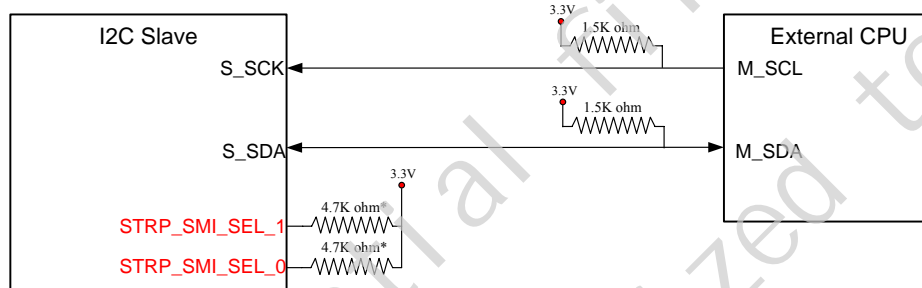 3.3V
1.5K ohm
I2C Slave
External CPU
S_SCK
M_SCL
3.3V
1.5K ohm
S_SDA
M_SDA
3.3V
4.7K ohm*
STRP_SMI_SEL_1
4.7K ohm*
STRP_SMI_SEL_0